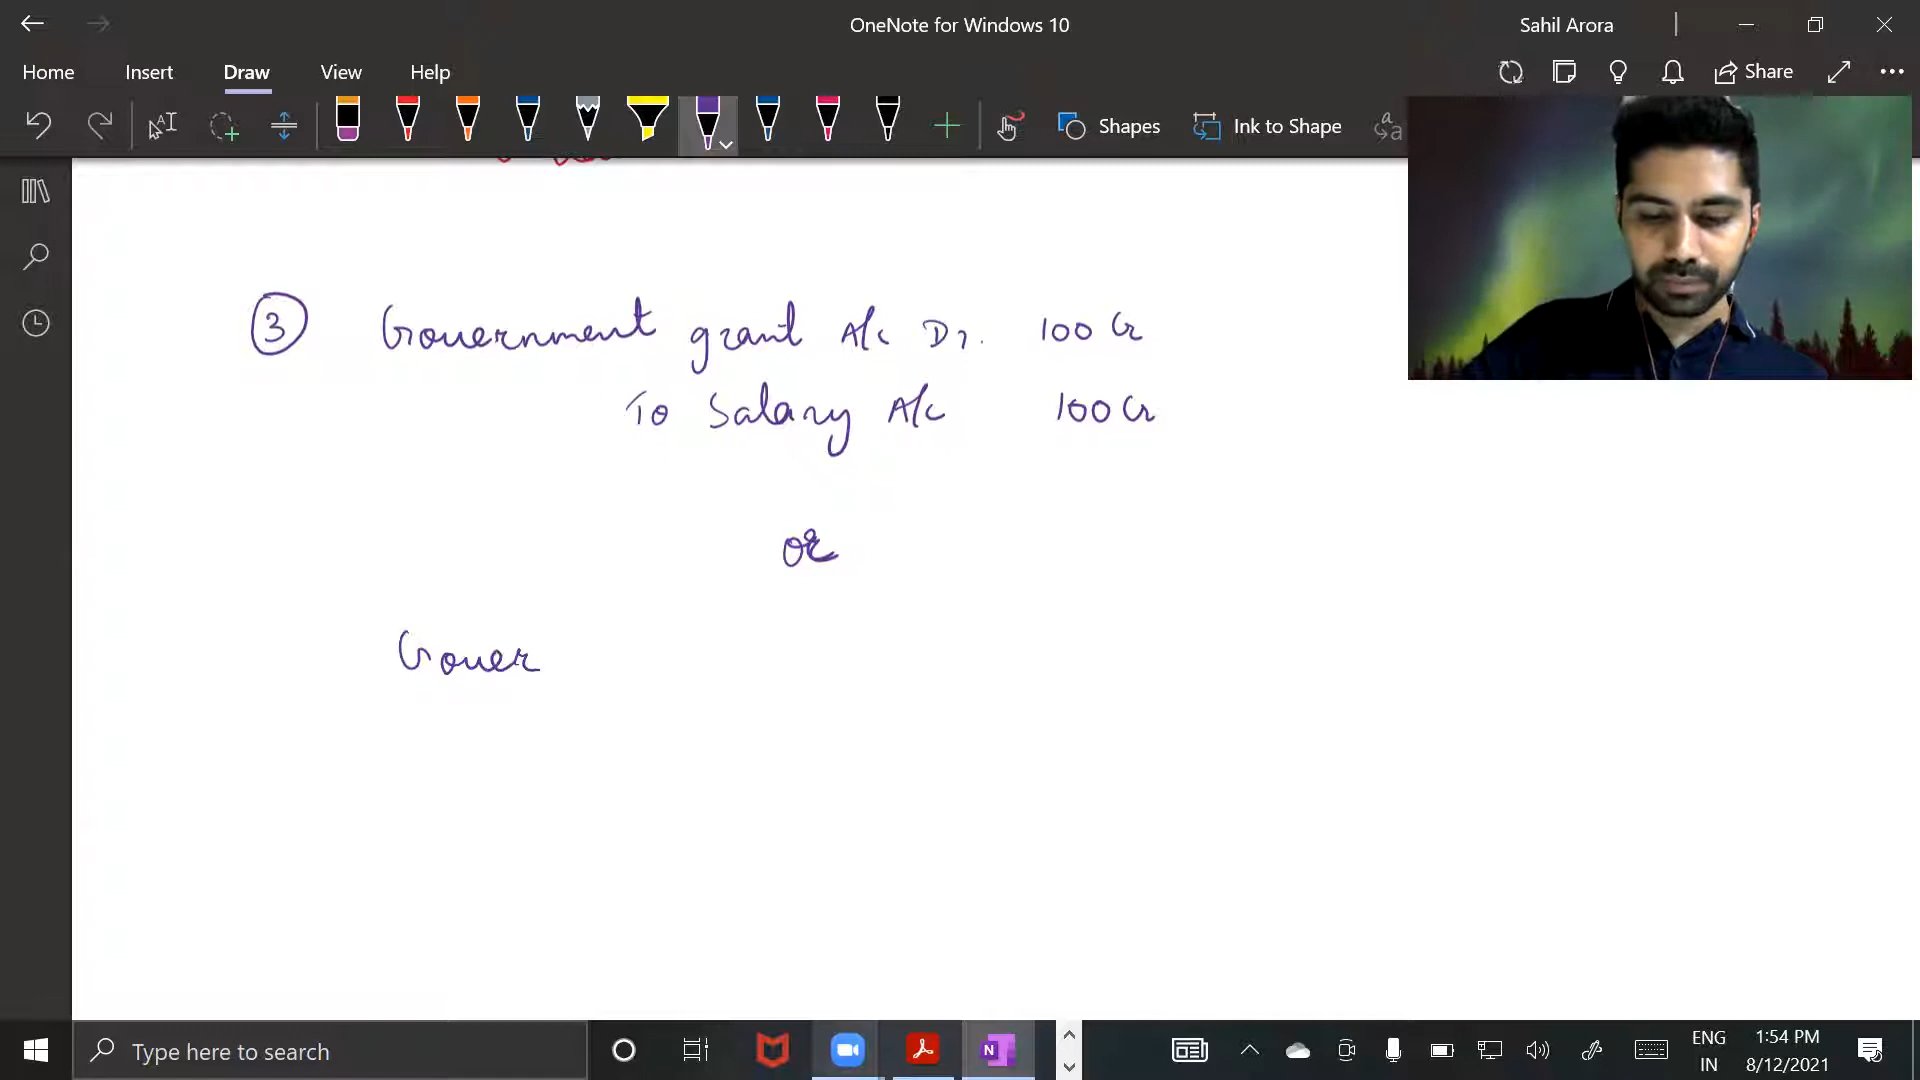 OneNote for Windows 10
Sahil Arora
Home Insert Draw View Help
Share
Shapes
Ink to Shape
3 Government grant A/c Dr. 100 Cr
To Salary A/c 100 Cr
or
Gover
Type here to search
ENG
IN
1:54 PM
8/12/2021